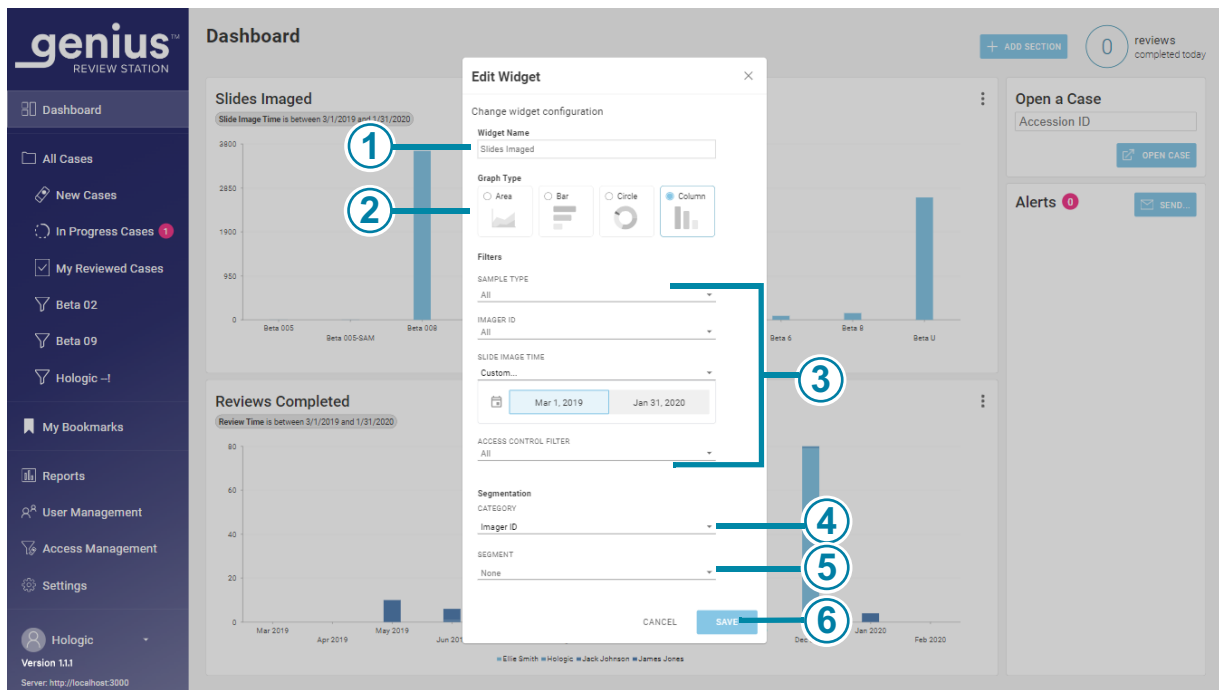 genius™
REVIEW STATION
Dashboard
All Cases
New Cases
In Progress Cases 1
My Reviewed Cases
Beta 02
Beta 09
Hologic –!
My Bookmarks
Reports
User Management
Access Management
Settings
Hologic
Version 1.1.1
Server: http://localhost:3000
Dashboard
+ ADD SECTION
0
reviews
completed today
Slides Imaged
Slide Image Time is between 3/1/2019 and 1/31/2020
3800
2850
1900
950
0
Beta 005
Beta 005-SAM
Beta 008
Beta 6
Beta 8
Beta U
Reviews Completed
Review Time is between 3/1/2019 and 1/31/2020
80
60
40
20
0
Mar 2019
Apr 2019
May 2019
Jun 201
Dec
Jan 2020
Feb 2020
Ellie Smith Hologic Jack Johnson James Jones
Edit Widget
Change widget configuration
Widget Name
Slides Imaged
Graph Type
Area
Bar
Circle
Column
Filters
SAMPLE TYPE
All
IMAGER ID
All
SLIDE IMAGE TIME
Custom...
Mar 1, 2019
Jan 31, 2020
ACCESS CONTROL FILTER
All
Segmentation
CATEGORY
Imager ID
SEGMENT
None
CANCEL
SAVE
1
2
3
4
5
6
Open a Case
Accession ID
OPEN CASE
Alerts 0
SEND...